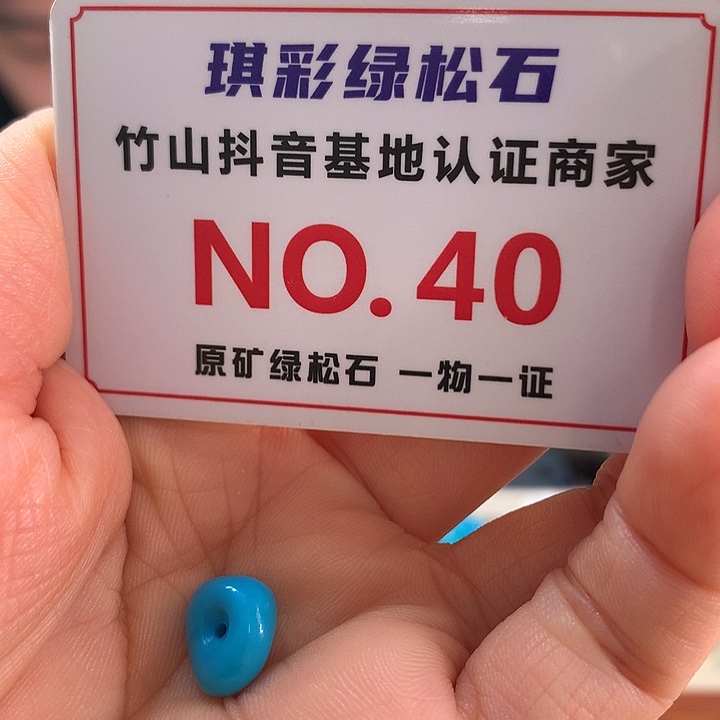 琪彩绿松石
竹山抖音基地认证商家
NO. 40
原矿绿松石 一物一证